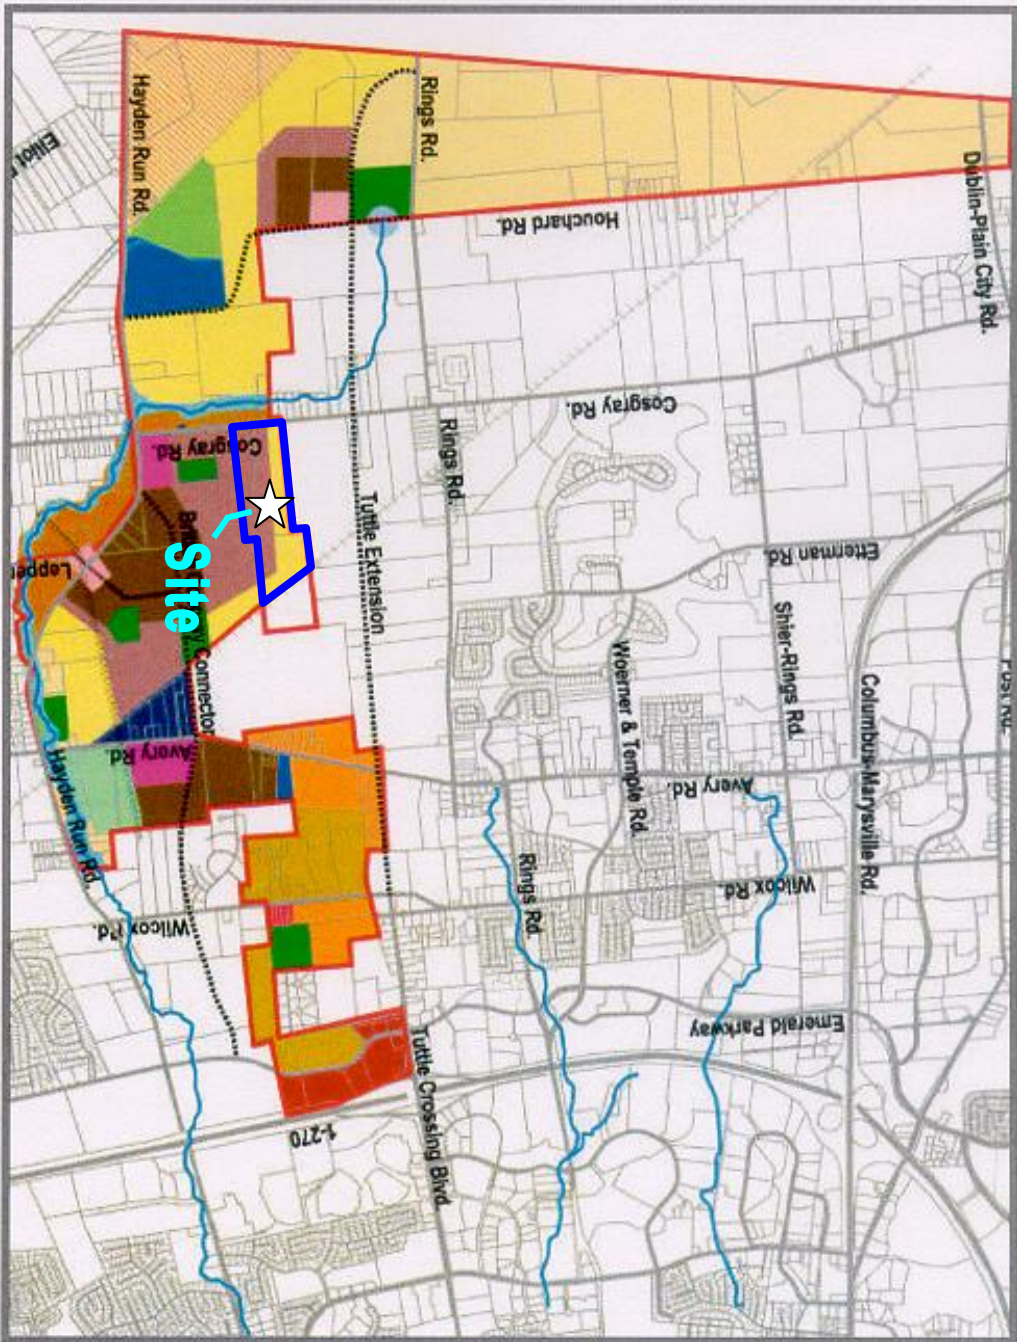 Hayden Run Rd.
Rings Rd.
Houchard Rd.
Dublin-Plain City Rd.
Cosgray Rd.
Cosgray Rd.
Rings Rd.
Tuttle Extension
Etterman Rd.
Shier-Rings Rd.
Site
Connector
Woerner & Temple Rd.
Columbus-Marysville Rd.
Avery Rd.
Avery Rd.
Hayden Run Rd.
Rings Rd.
Wilcox Rd.
Wilcox Rd.
Emerald Parkway
Tuttle Crossing Blvd.
1-270